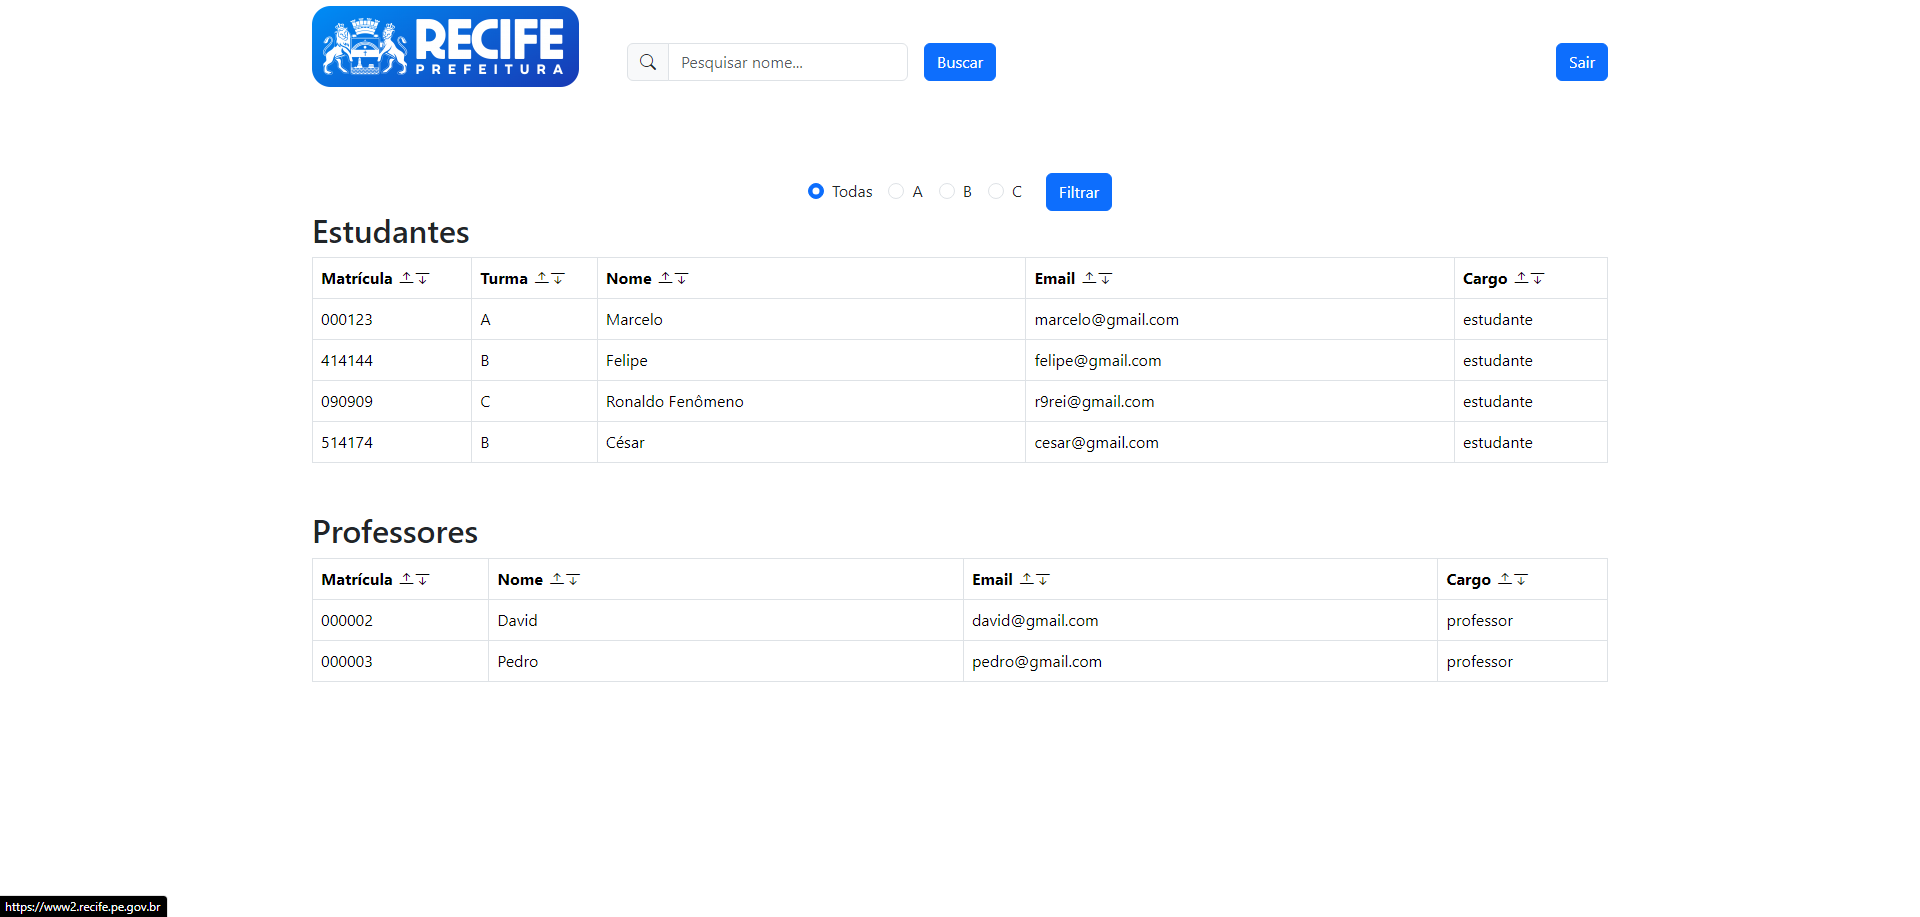 RECIFE
PREFEITURA
Pesquisar nome...
Buscar
Sair
Todas A B C Filtrar
Estudantes
Matrícula Turma Nome Email Cargo
000123 A Marcelo marcelo@gmail.com estudante
414144 B Felipe felipe@gmail.com estudante
090909 C Ronaldo Fenômeno r9rei@gmail.com estudante
514174 B César cesar@gmail.com estudante
Professores
Matrícula Nome Email Cargo
000002 David david@gmail.com professor
000003 Pedro pedro@gmail.com professor
https://www2.recife.pe.gov.br